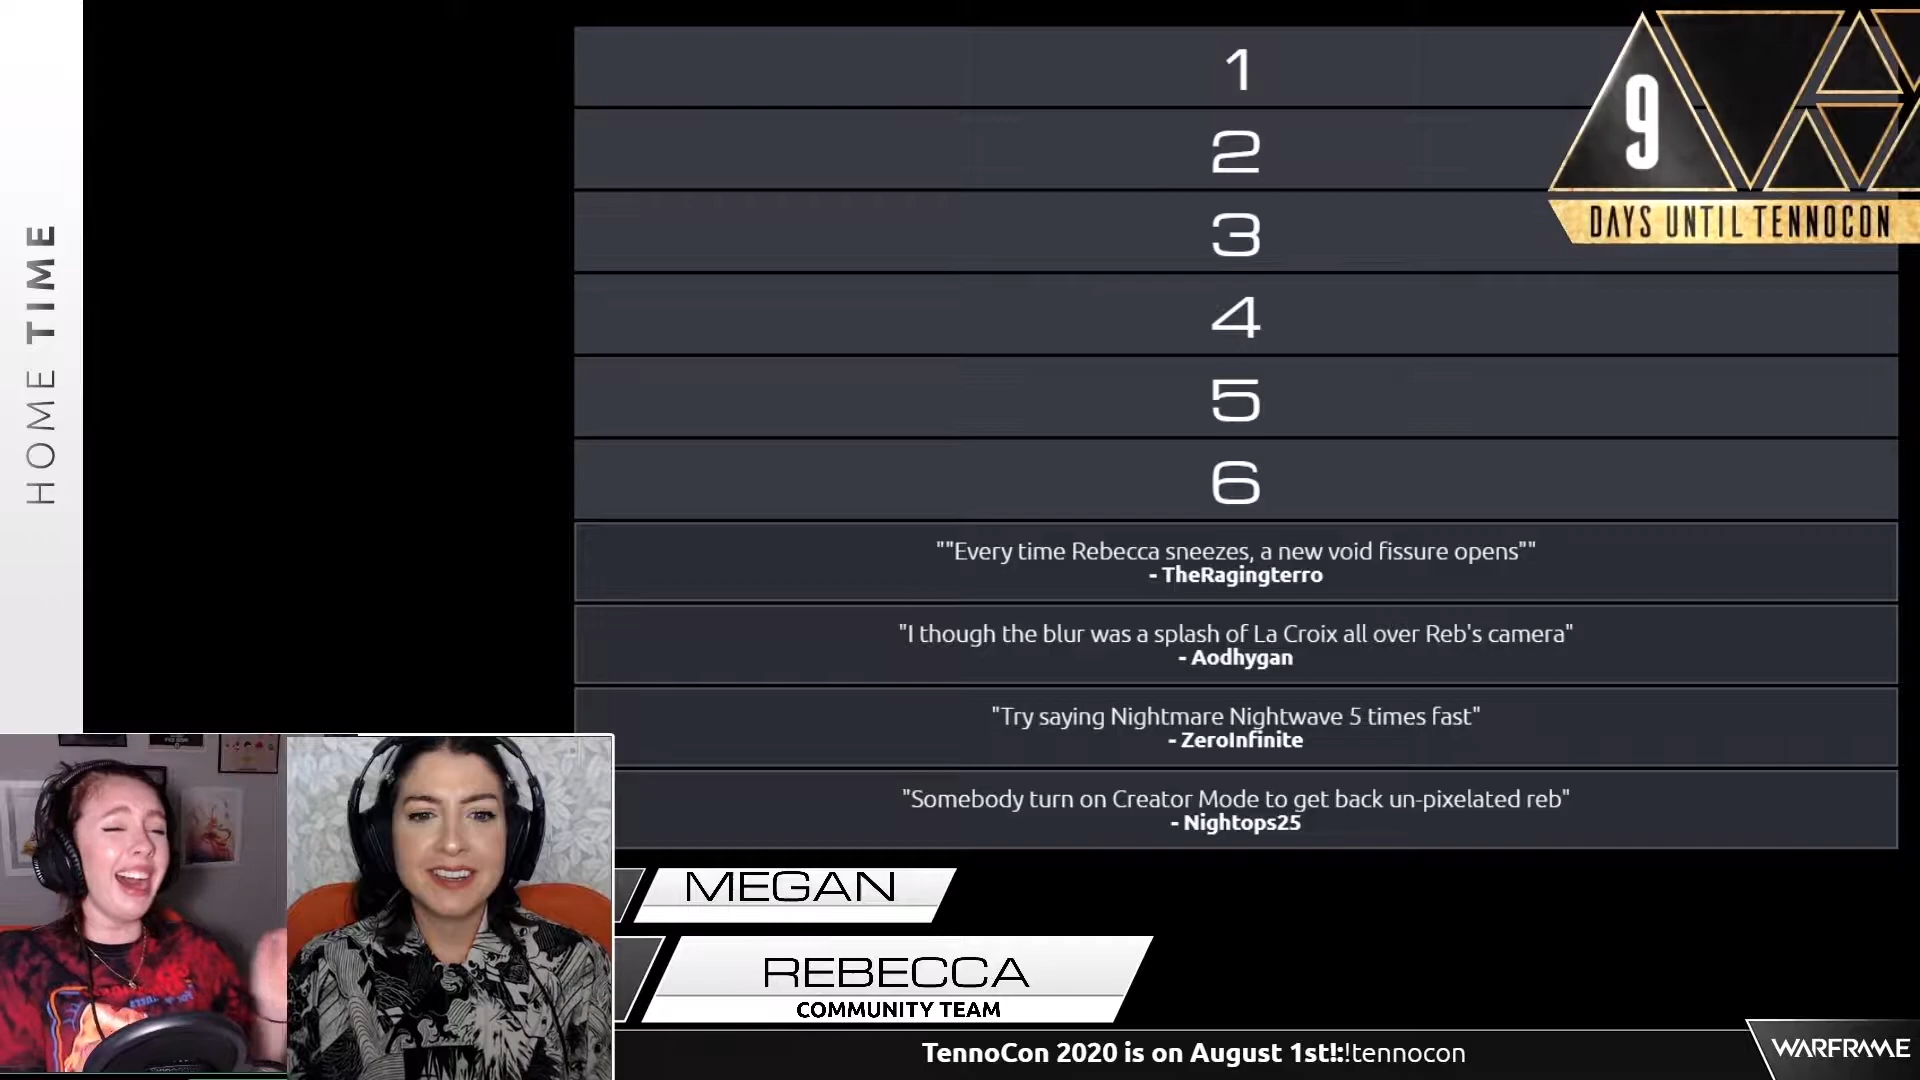 HOME TIME
1
2
3
4
5
6
9
DAYS UNTIL TENNOCON
""Every time Rebecca sneezes, a new void fissure opens""
- TheRagingterro
"I though the blur was a splash of La Croix all over Reb's camera"
- Aodhygan
"Try saying Nightmare Nightwave 5 times fast"
- ZeroInfinite
"Somebody turn on Creator Mode to get back un-pixelated reb"
- Nightops25
MEGAN
REBECCA
COMMUNITY TEAM
TennoCon 2020 is on August 1st!:!tennocon
WARFRAME